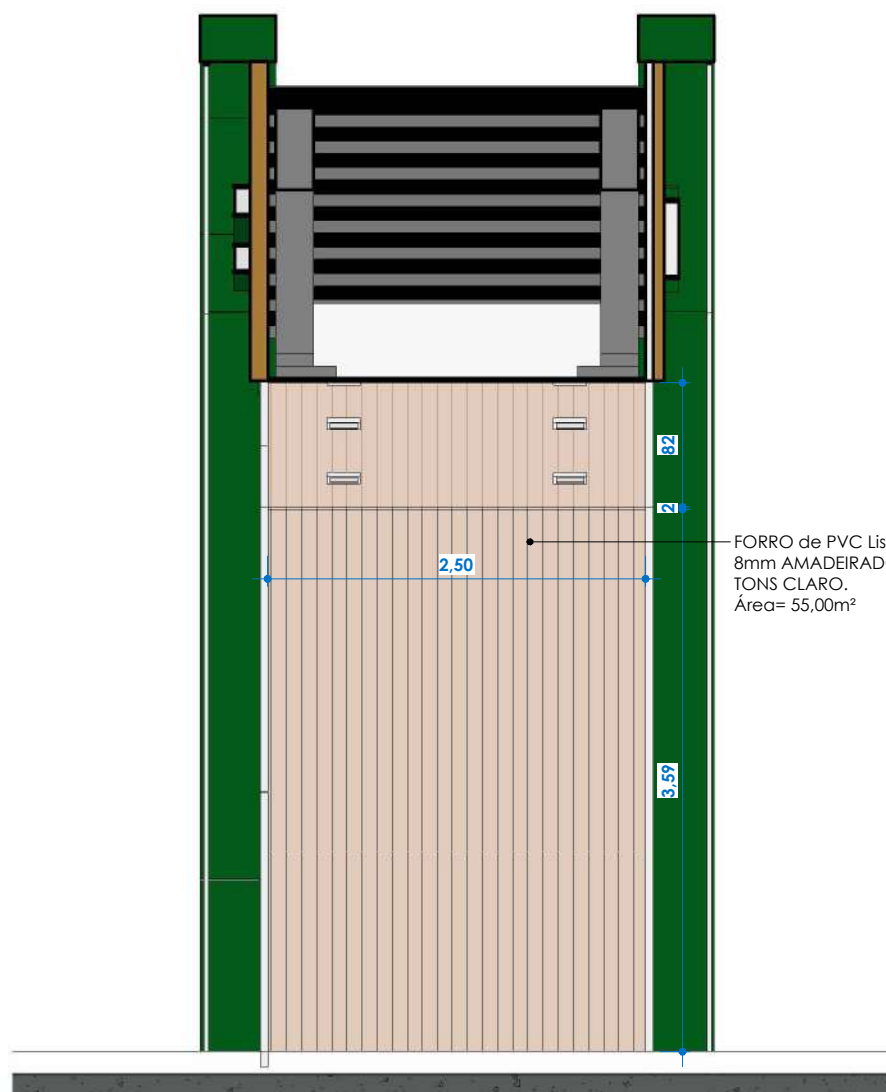 82
2
FORRO de PVC Lis
8mm AMADEIRAD
TONS CLARO.
Área= 55,00m²
2,50
3,59